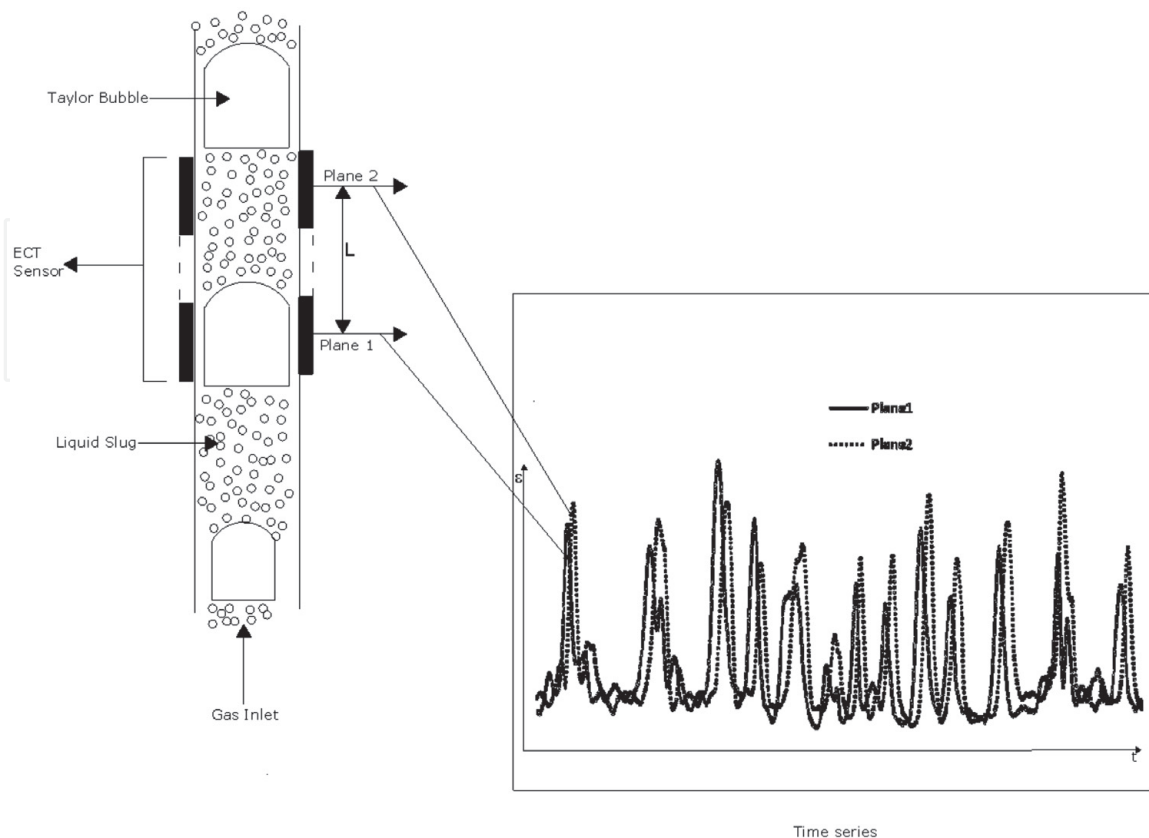 Taylor Bubble
Plane 2
ECT
Sensor
L
Plane 1
Liquid Slug
Gas Inlet
Plane1
Plane2
ε
t
Time series